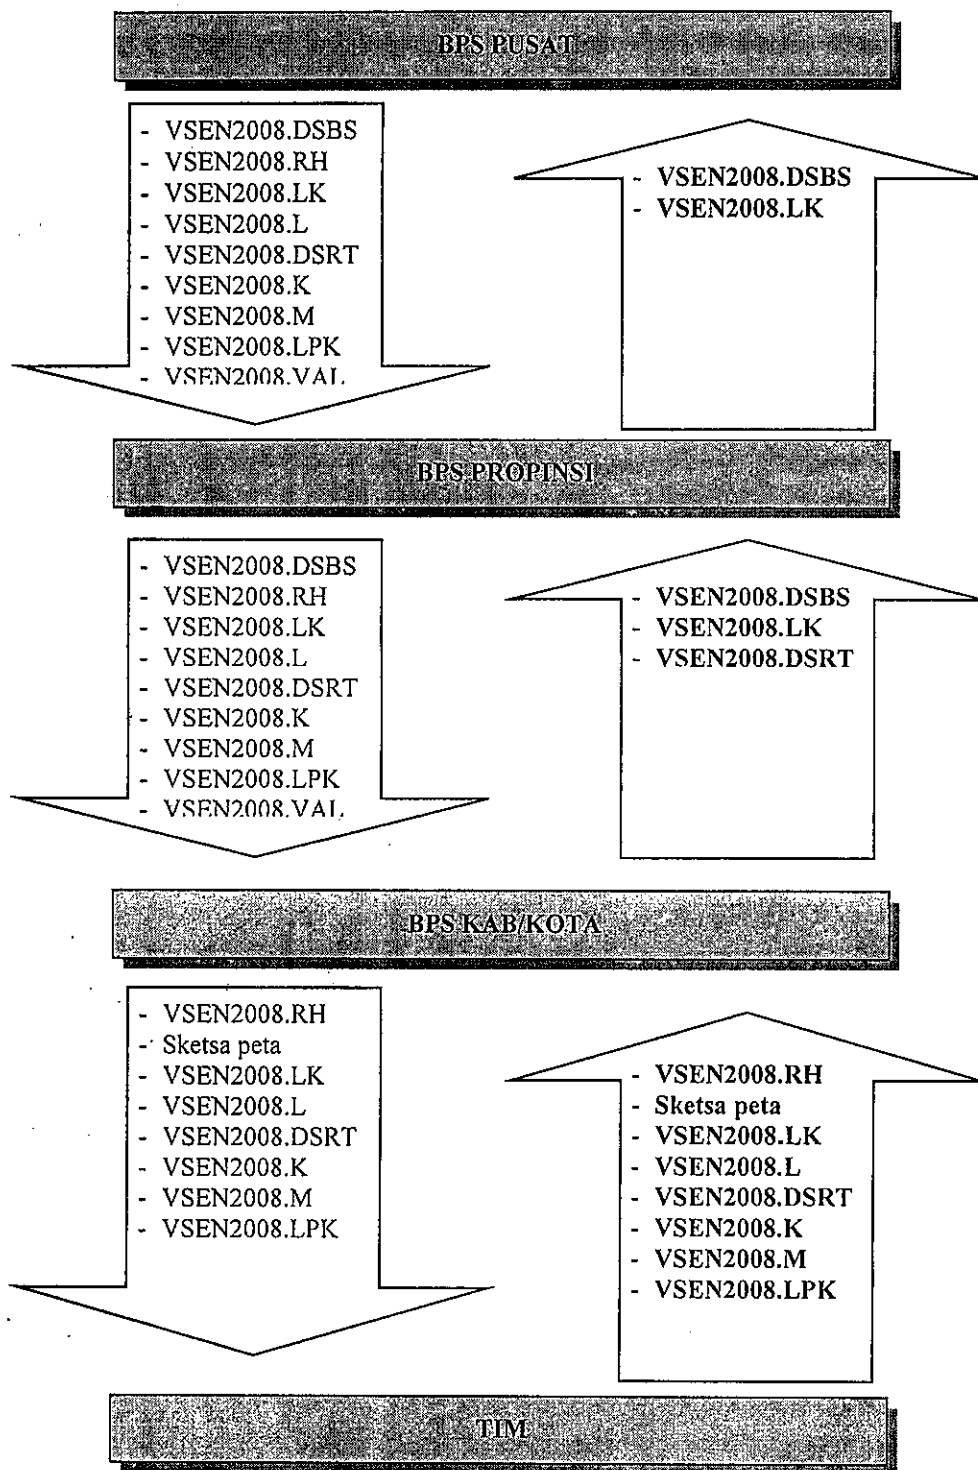 BPS PUSAT
- VSEN2008.DSBS
- VSEN2008.RH
- VSEN2008.LK
- VSEN2008.L
- VSEN2008.DSRT
- VSEN2008.K
- VSEN2008.M
- VSEN2008.LPK
- VSEN2008.VAL
- VSEN2008.DSBS
- VSEN2008.LK
BPS PROPINSI
- VSEN2008.DSBS
- VSEN2008.RH
- VSEN2008.LK
- VSEN2008.L
- VSEN2008.DSRT
- VSEN2008.K
- VSEN2008.M
- VSEN2008.LPK
- VSEN2008.VAL
- VSEN2008.DSBS
- VSEN2008.LK
- VSEN2008.DSRT
BPS KAB/KOTA
- VSEN2008.RH
- Sketsa peta
- VSEN2008.LK
- VSEN2008.L
- VSEN2008.DSRT
- VSEN2008.K
- VSEN2008.M
- VSEN2008.LPK
- VSEN2008.RH
- Sketsa peta
- VSEN2008.LK
- VSEN2008.L
- VSEN2008.DSRT
- VSEN2008.K
- VSEN2008.M
- VSEN2008.LPK
TIM